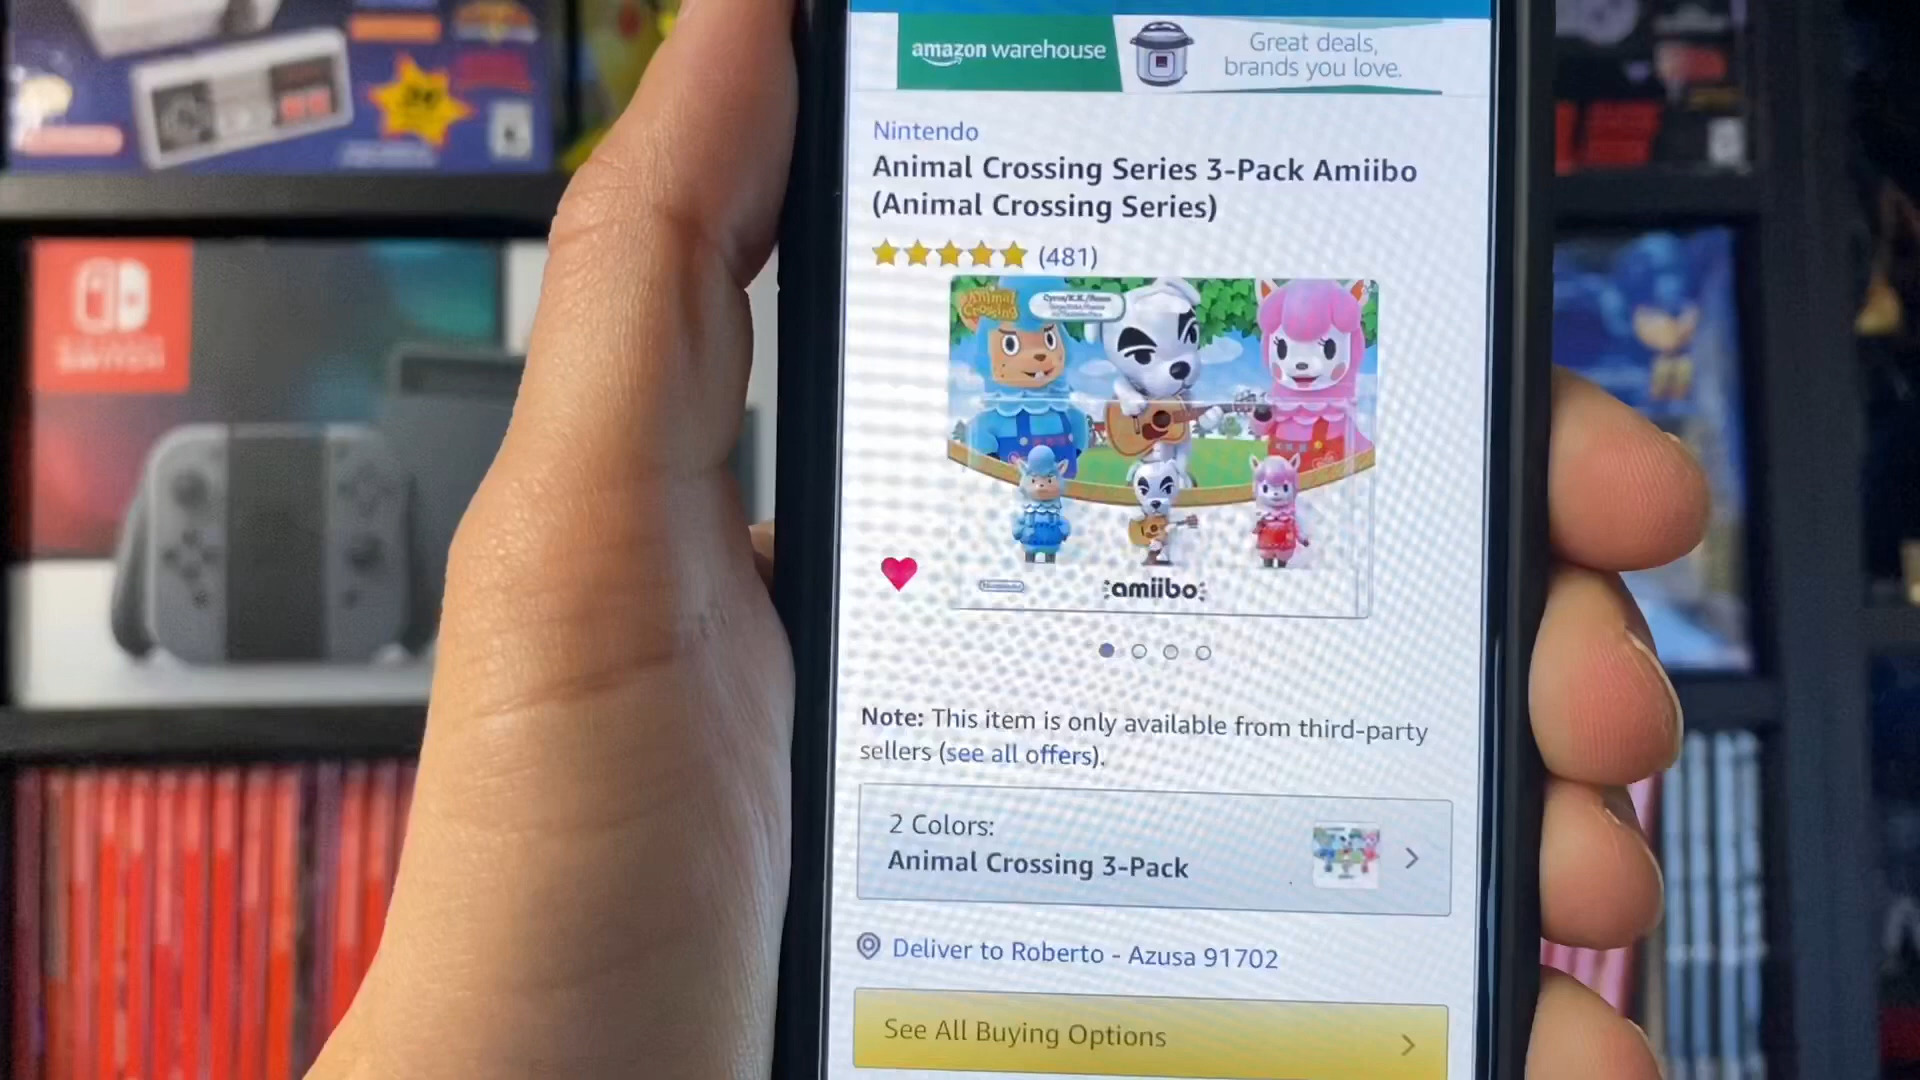 amazon warehouse
Great deals,
brands you love.
Nintendo
Animal Crossing Series 3-Pack Amiibo
(Animal Crossing Series)
(481)
Animal
Crossing
Nintendo
amiibo
Note: This item is only available from third-party
sellers (see all offers).
2 Colors:
Animal Crossing 3-Pack
Deliver to Roberto - Azusa 91702
See All Buying Options
SWITCH